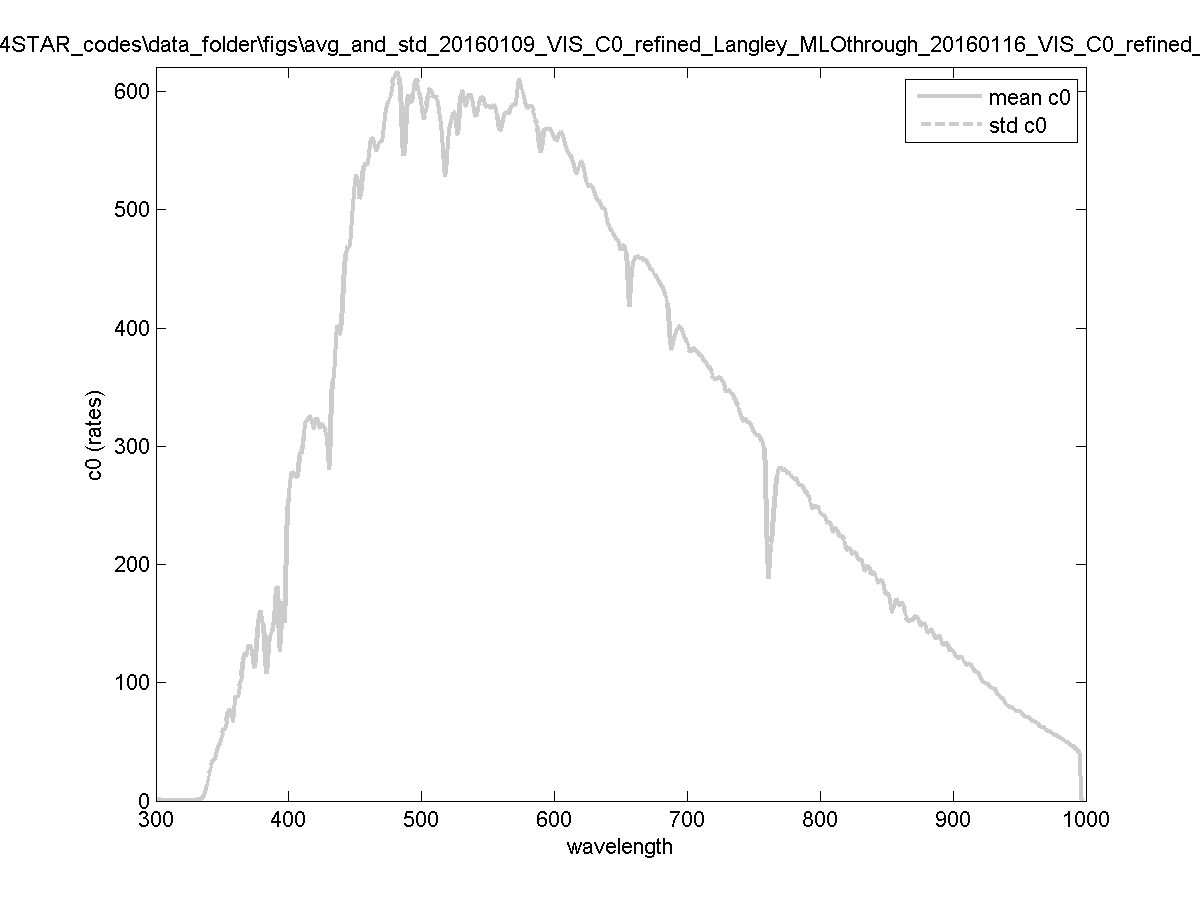 4STAR_codes\data_folder\figs\avg_and_std_20160109_VIS_C0_refined_Langley_MLOthrough_20160116_VIS_C0_refined_
mean c0
std c0
600
500
400
300
200
100
0
c0 (rates)
300 400 500 600 700 800 900 1000
wavelength